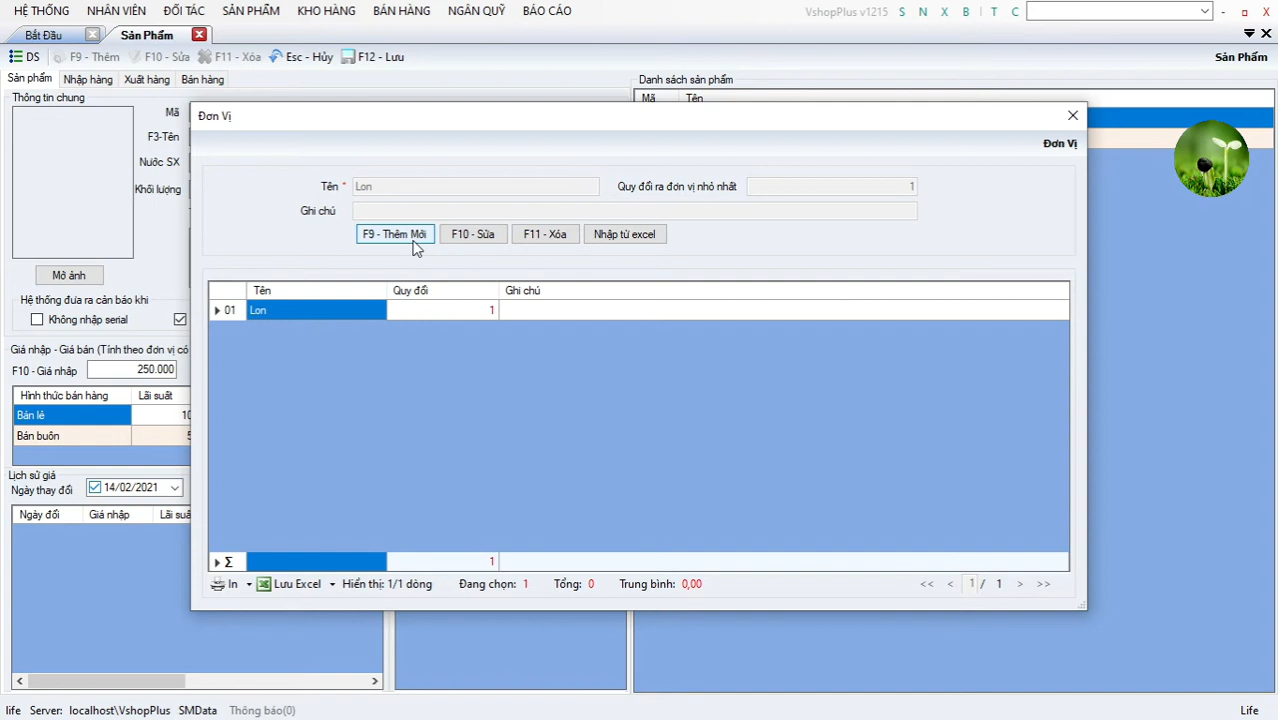 HỆ THỐNG NHÂN VIÊN ĐỐI TÁC SẢN PHẨM KHO HÀNG BÁN HÀNG NGÂN QUỸ BÁO CÁO VshopPlus v1215 S N X B T C
Bắt Đầu Sản Phẩm
DS F9 - Thêm F10 - Sửa F11 - Xóa Esc - Hủy F12 - Lưu Sản Phẩm
Sản phẩm Nhập hàng Xuất hàng Bán hàng Danh sách sản phẩm
Thông tin chung Mã Tên
Mã
F3-Tên
Nước SX
Khối lượng
Mở ảnh
Hệ thống đưa ra cản báo khi
Không nhập serial
Giá nhập - Giá bán (Tính theo đơn vị có
F10 - Giá nhập 250.000
Hình thức bán hàng Lãi suất
Bán lẻ 10
Bán buôn 5
Lịch sử giá
Ngày thay đổi 14/02/2021
Ngày đổi Giá nhập Lãi suấ
Đơn Vị
Đơn Vị
Tên * Lon Quy đổi ra đơn vị nhỏ nhất 1
Ghi chú
F9 - Thêm Mới F10 - Sửa F11 - Xóa Nhập từ excel
Tên Quy đổi Ghi chú
01 Lon 1
Σ 1
In Lưu Excel Hiển thị: 1/1 dòng Đang chọn: 1 Tổng: 0 Trung bình: 0,00 << < 1 / 1 > >>
life Server: localhost\VshopPlus SMData Thông báo(0) Life